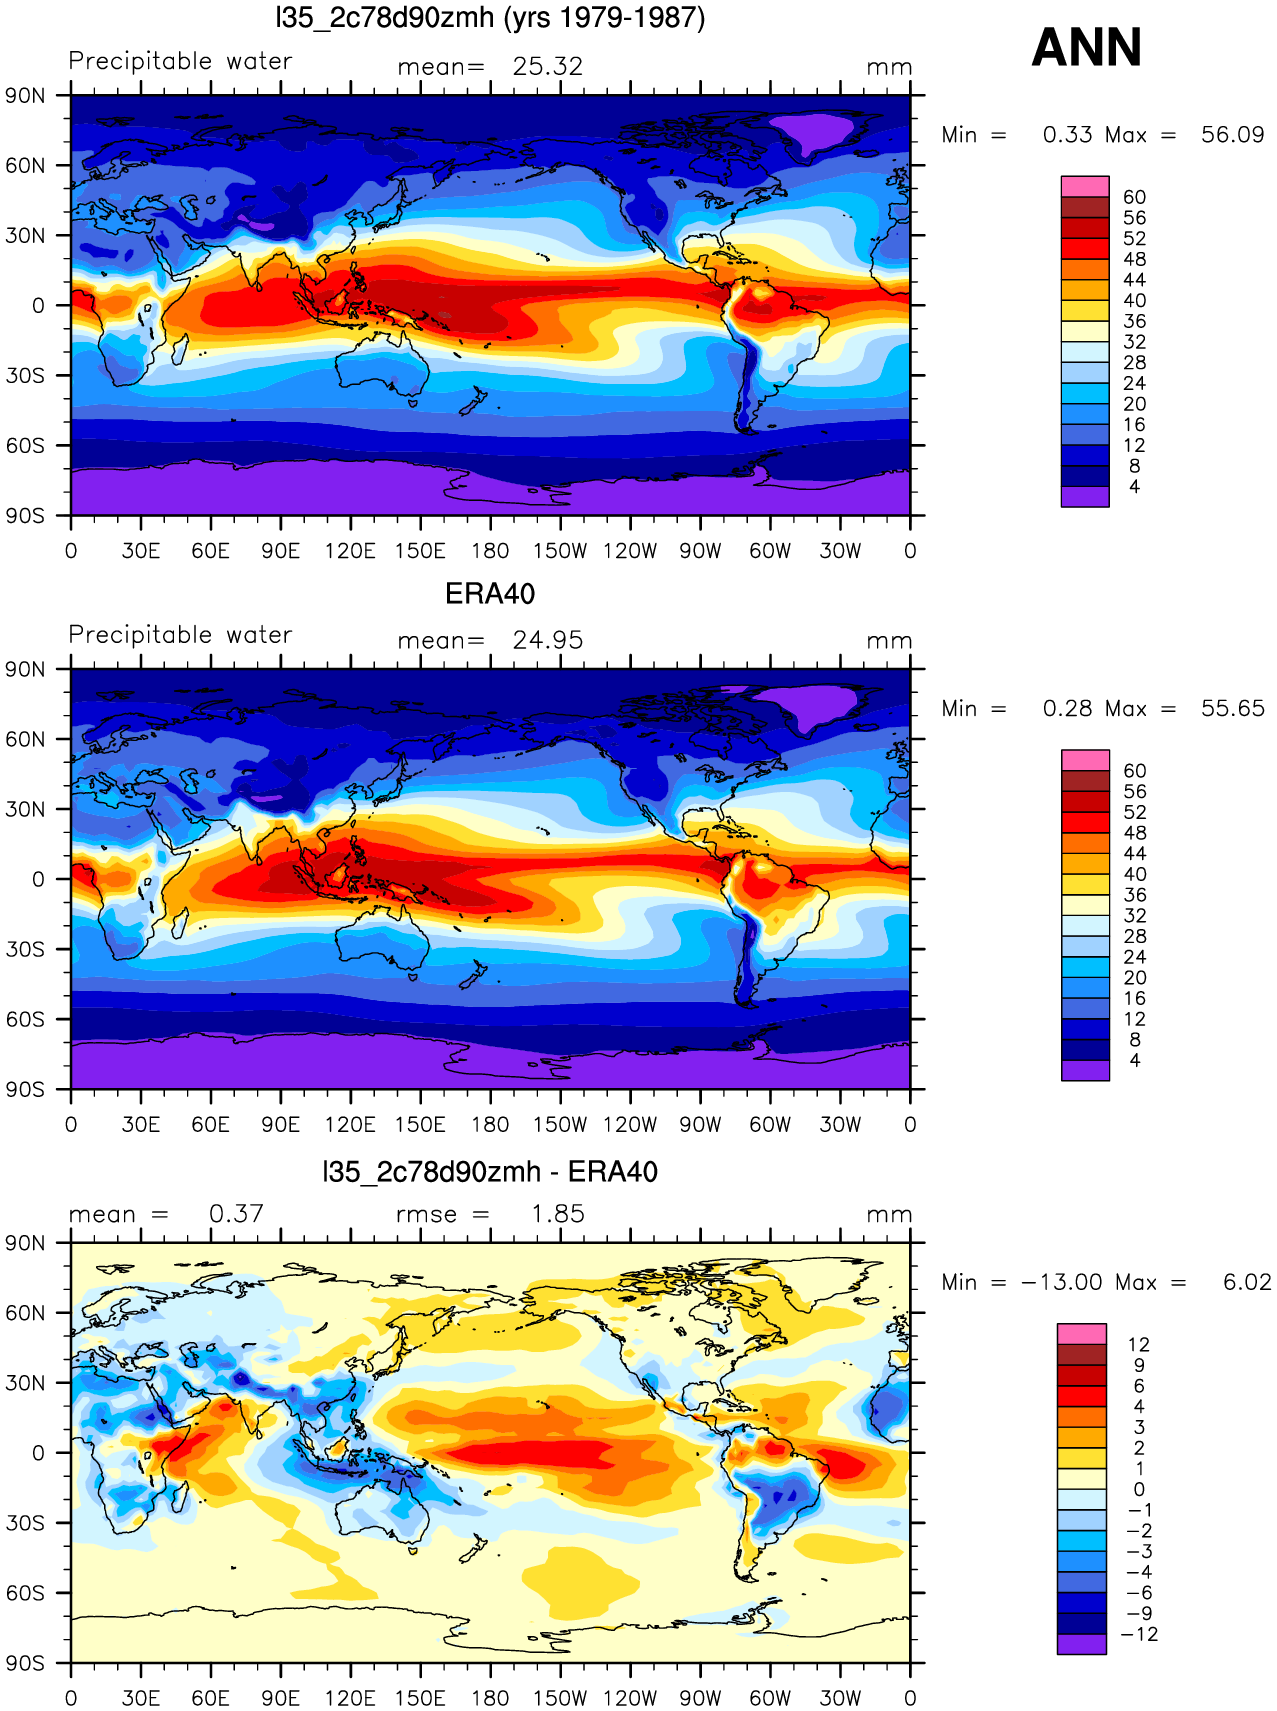 l35_2c78d90zmh (yrs 1979-1987)
ANN
Precipitable water mean= 25.32 mm
Min = 0.33 Max = 56.09
90N
60N
30N
0
30S
60S
90S
0 30E 60E 90E 120E 150E 180 150W 120W 90W 60W 30W 0
60
56
52
48
44
40
36
32
28
24
20
16
12
8
4
ERA40
Precipitable water mean= 24.95 mm
Min = 0.28 Max = 55.65
90N
60N
30N
0
30S
60S
90S
0 30E 60E 90E 120E 150E 180 150W 120W 90W 60W 30W 0
60
56
52
48
44
40
36
32
28
24
20
16
12
8
4
l35_2c78d90zmh - ERA40
mean = 0.37 rmse = 1.85 mm
Min = −13.00 Max = 6.02
90N
60N
30N
0
30S
60S
90S
0 30E 60E 90E 120E 150E 180 150W 120W 90W 60W 30W 0
12
9
6
4
3
2
1
0
−1
−2
−3
−4
−6
−9
−12